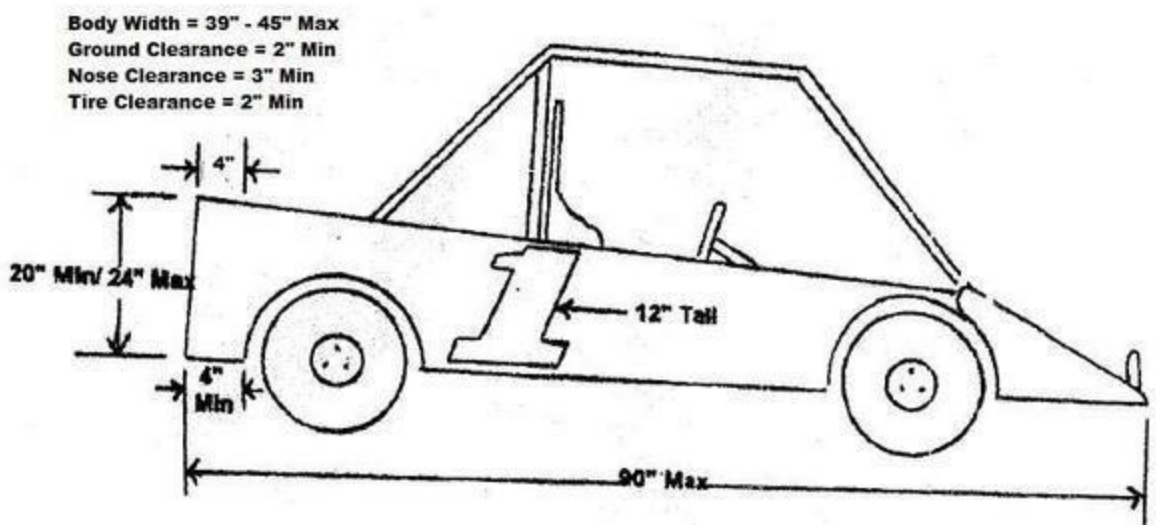 Body Width = 39" - 45" Max
Ground Clearance = 2" Min
Nose Clearance = 3" Min
Tire Clearance = 2" Min
4"
20" Min/ 24" Max
1
12" Tall
4"
Min
90" Max